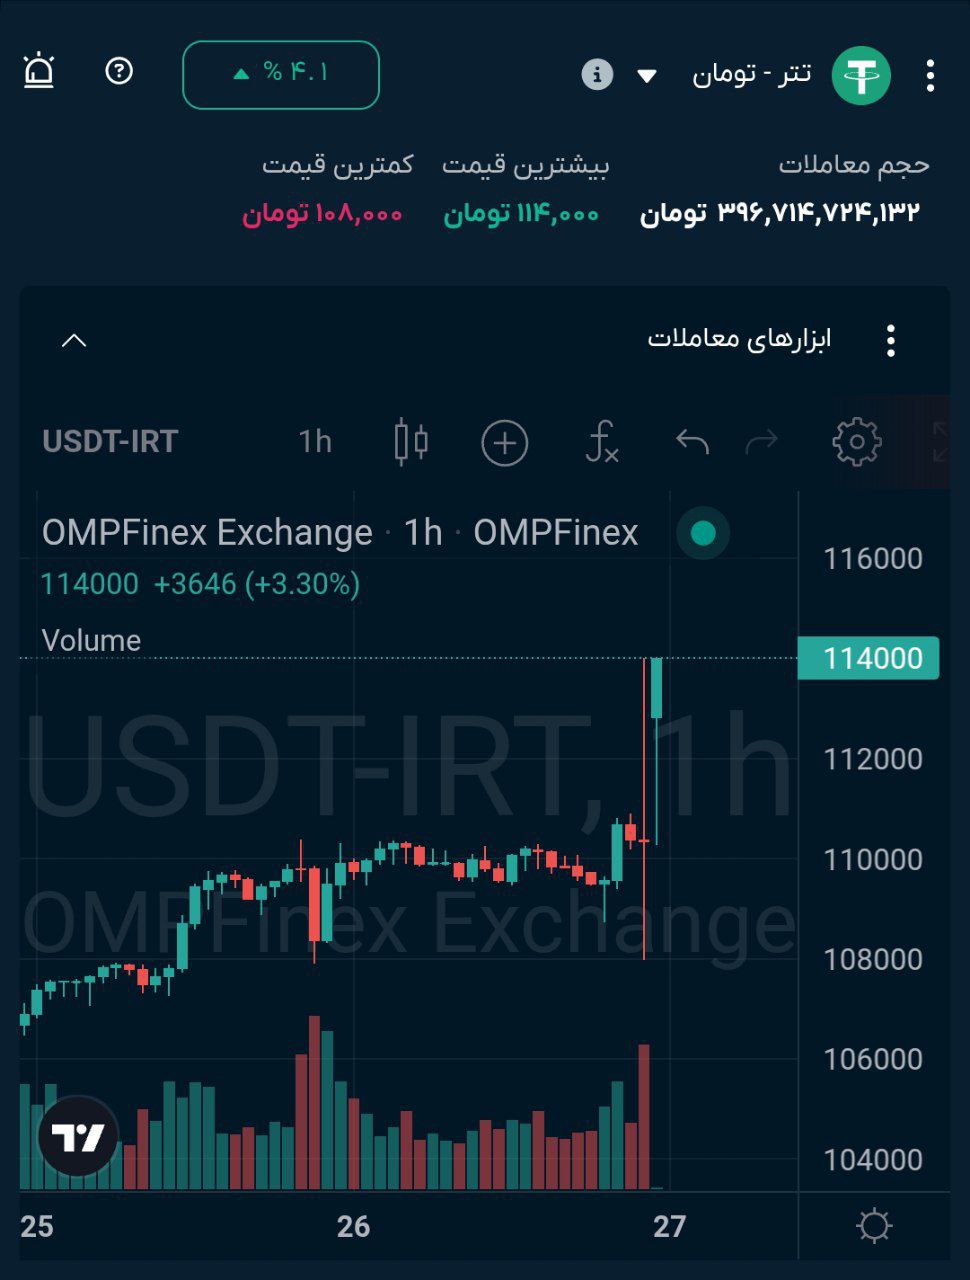 تتر - تومان
% ۴.۱
حجم معاملات
بیشترین قیمت
کمترین قیمت
۳۹۶,۷۱۴,۷۲۴,۱۳۲ تومان
۱۱۴,۰۰۰ تومان
۱۰۸,۰۰۰ تومان
ابزارهای معاملات
USDT-IRT
1h
OMPFinex Exchange · 1h · OMPFinex
114000 +3646 (+3.30%)
Volume
USDT-IRT, 1h
OMPFinex Exchange
116000
114000
112000
110000
108000
106000
104000
25
26
27